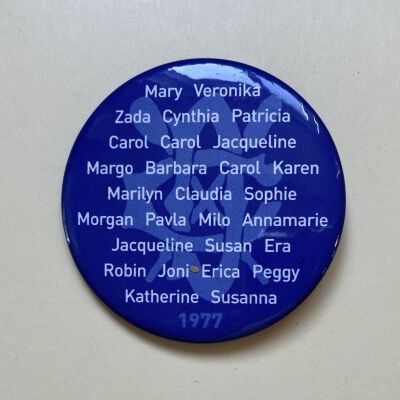 Mary Veronika
Zada Cynthia Patricia
Carol Carol Jacqueline
Margo Barbara Carol Karen
Marilyn Claudia Sophie
Morgan Pavla Milo Annamarie
Jacqueline Susan Era
Robin Joni Erica Peggy
Katherine Susanna
1977